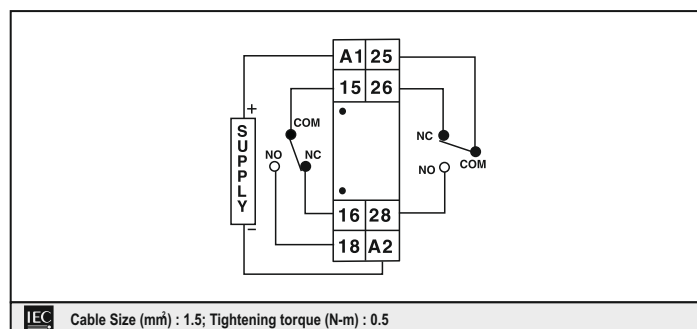 A1 25
15 26
+
COM
SUPPLY
NO
NC
NC
COM
NO
16 28
18 A2
−
IEC Cable Size (mm²) : 1.5; Tightening torque (N-m) : 0.5